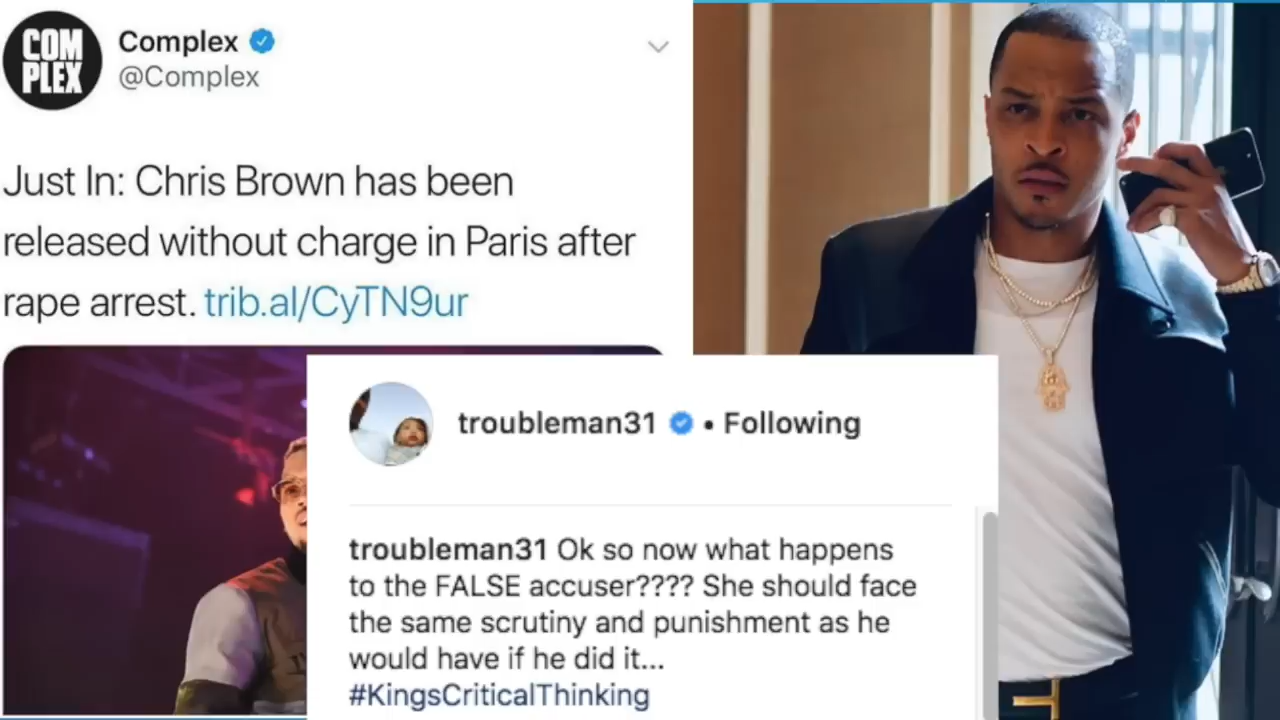 COM
PLEX
Complex
@Complex
Just In: Chris Brown has been
released without charge in Paris after
rape arrest. trib.al/CyTN9ur
troubleman31 • Following
troubleman31 Ok so now what happens
to the FALSE accuser???? She should face
the same scrutiny and punishment as he
would have if he did it...
#KingsCriticalThinking